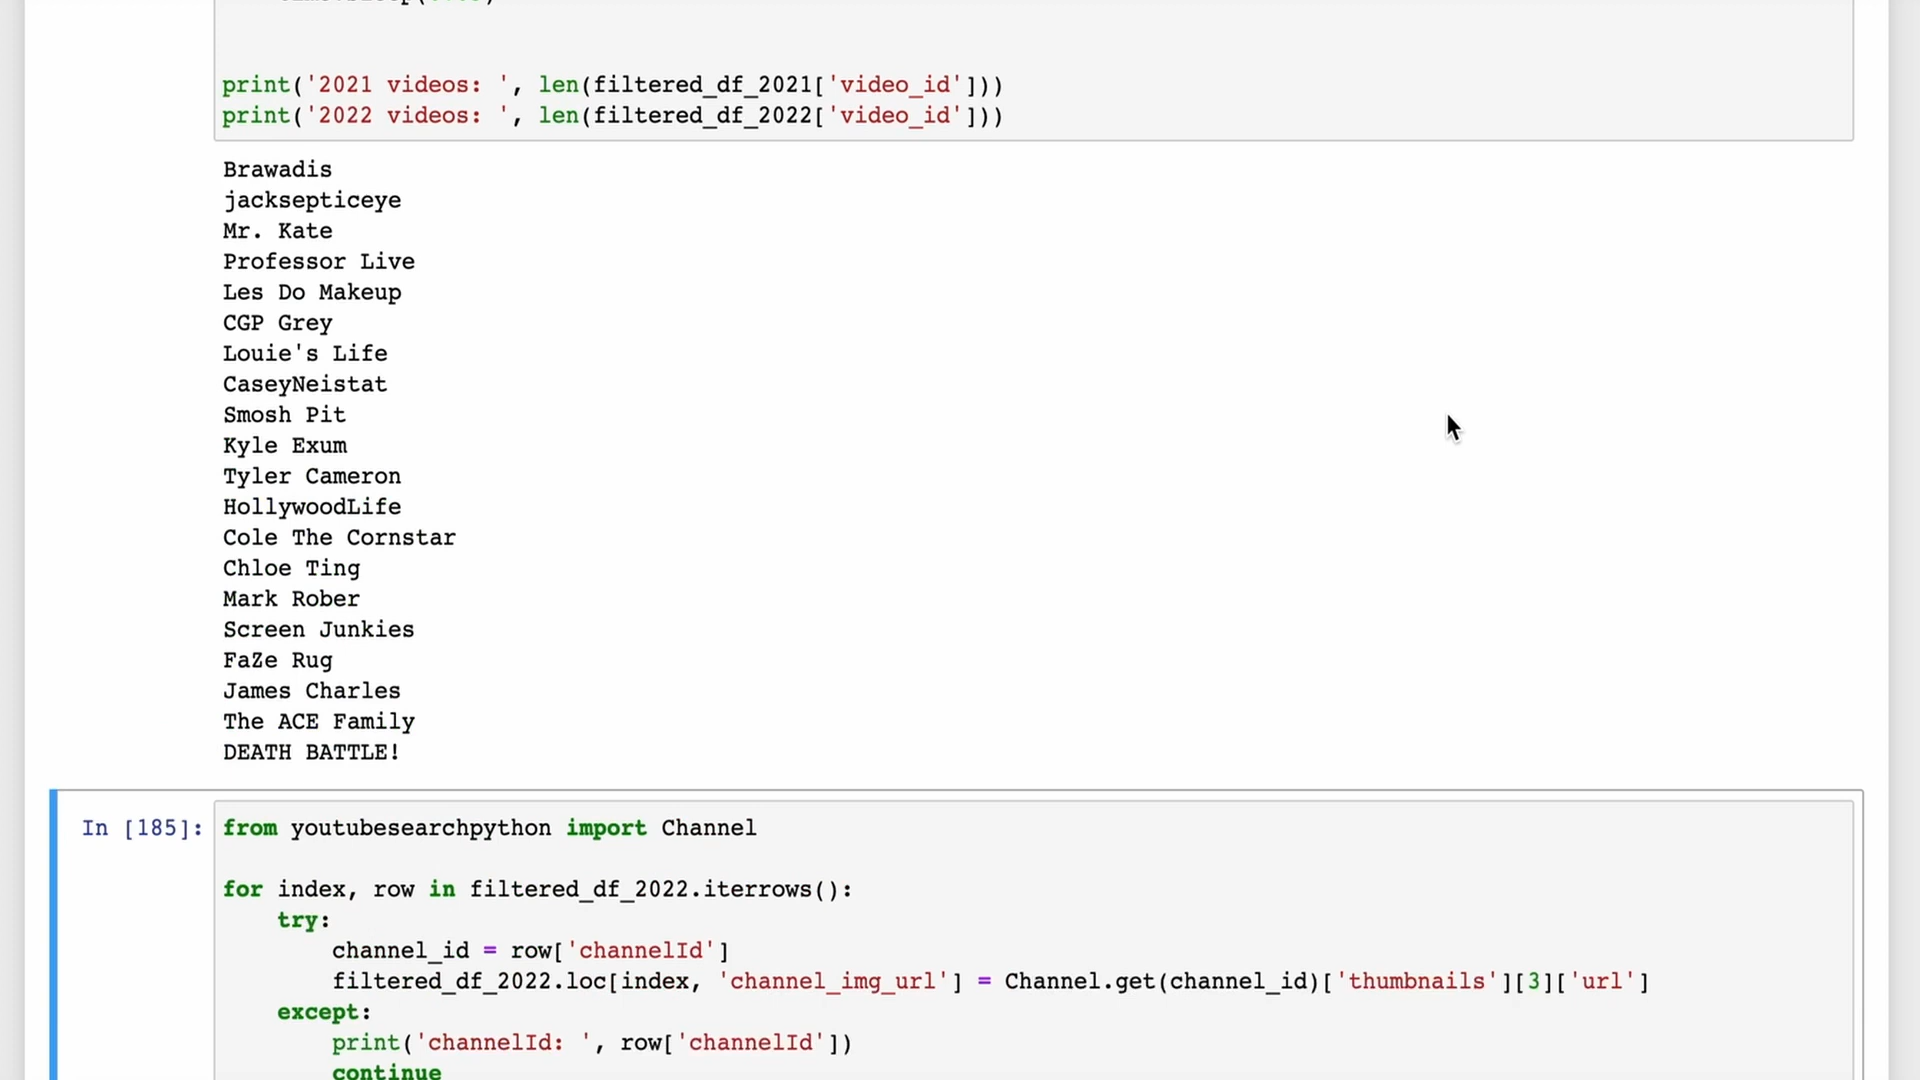 print('2021 videos: ', len(filtered_df_2021['video_id']))
print('2022 videos: ', len(filtered_df_2022['video_id']))
Brawadis
jacksepticeye
Mr. Kate
Professor Live
Les Do Makeup
CGP Grey
Louie's Life
CaseyNeistat
Smosh Pit
Kyle Exum
Tyler Cameron
HollywoodLife
Cole The Cornstar
Chloe Ting
Mark Rober
Screen Junkies
FaZe Rug
James Charles
The ACE Family
DEATH BATTLE!
In [185]: from youtubesearchpython import Channel
for index, row in filtered_df_2022.iterrows():
    try:
        channel_id = row['channelId']
        filtered_df_2022.loc[index, 'channel_img_url'] = Channel.get(channel_id)['thumbnails'][3]['url']
    except:
        print('channelId: ', row['channelId'])
        continue